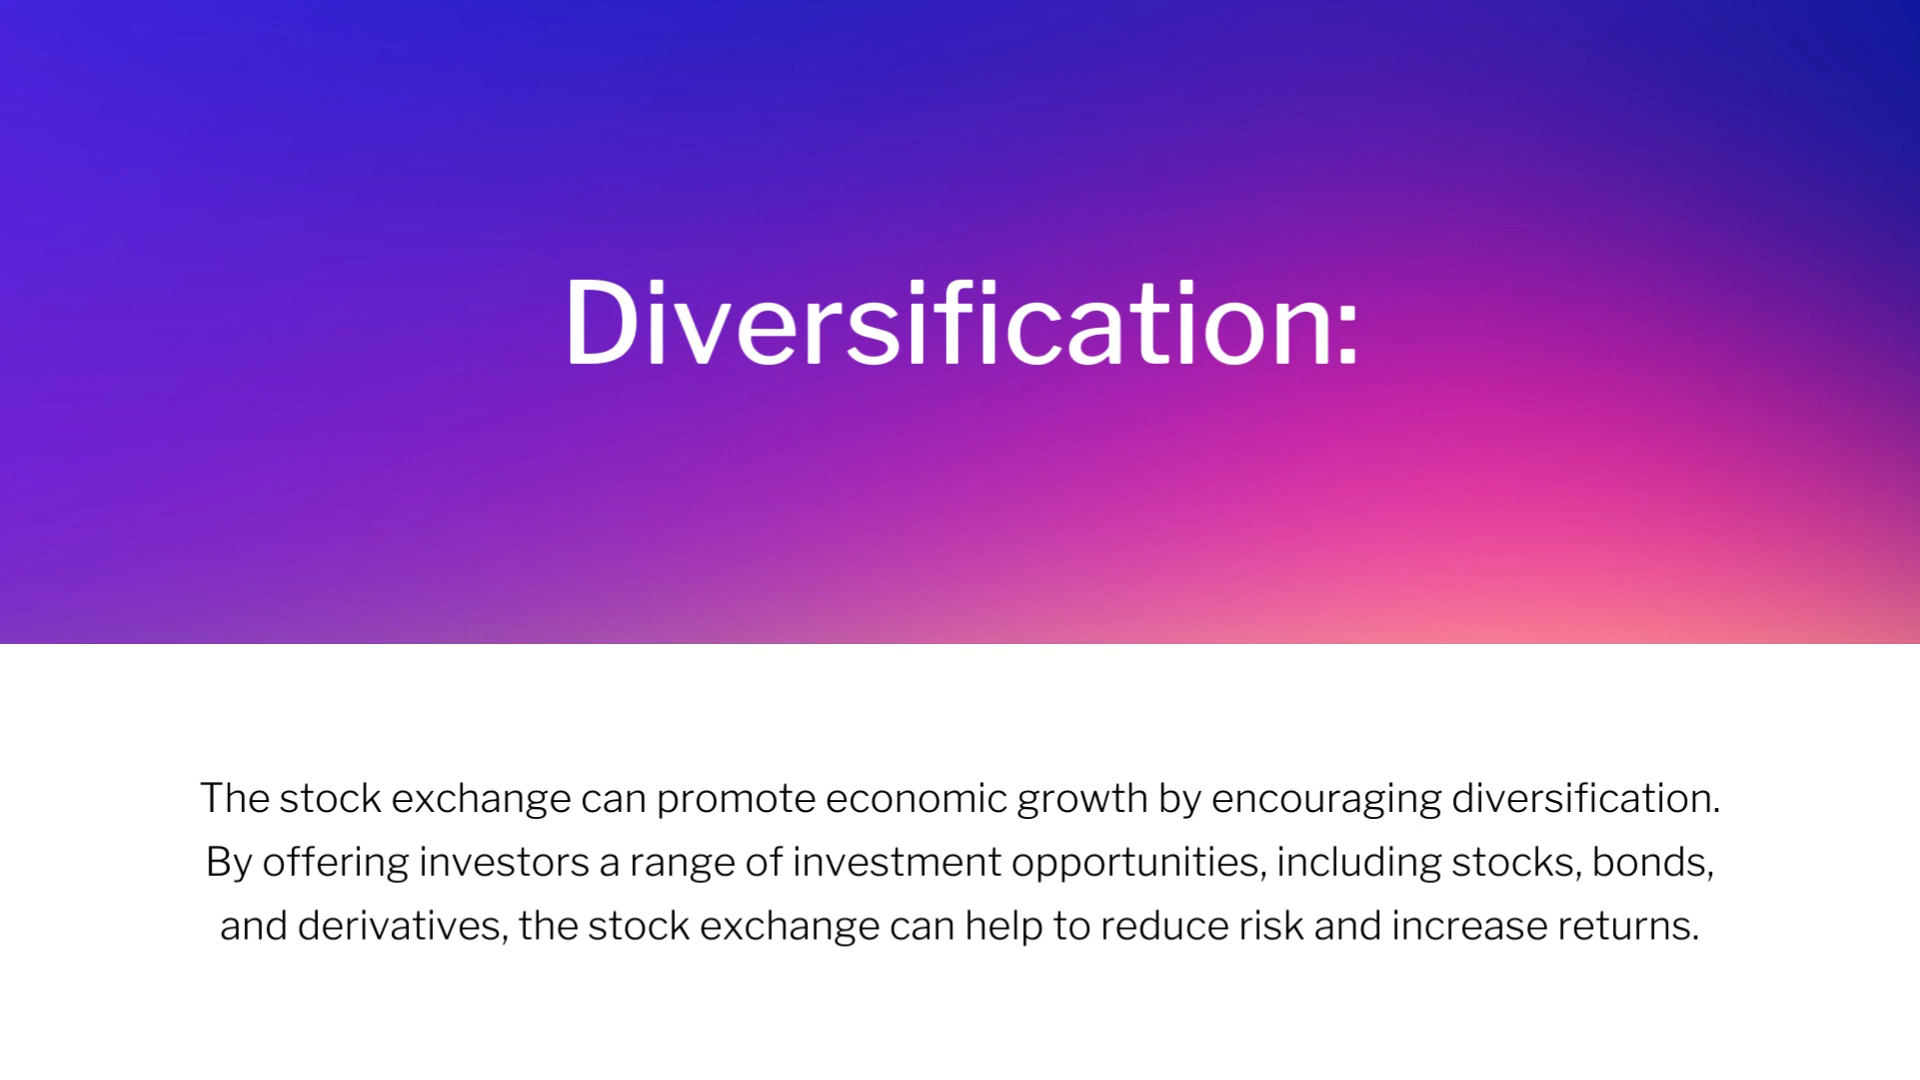 Diversification:
The stock exchange can promote economic growth by encouraging diversification.
By offering investors a range of investment opportunities, including stocks, bonds,
and derivatives, the stock exchange can help to reduce risk and increase returns.